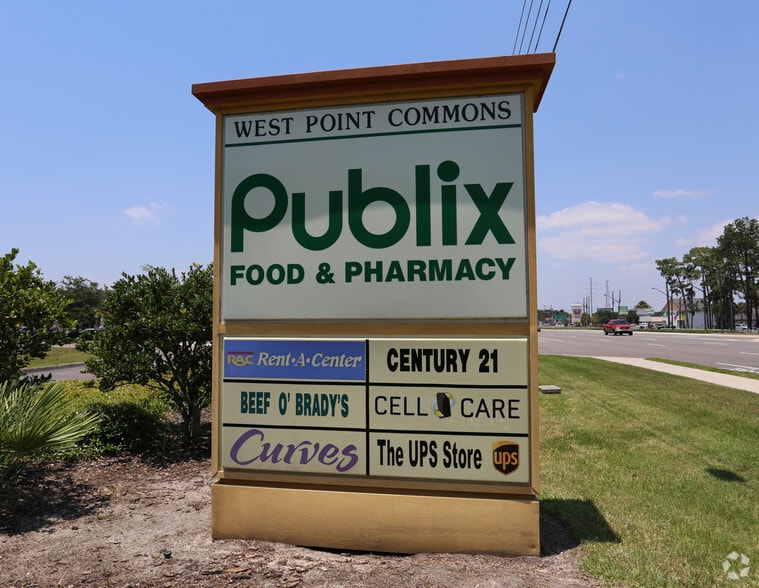 WEST POINT COMMONS
Publix
FOOD & PHARMACY
RAC Rent-A-Center
CENTURY 21
BEEF O' BRADY'S
CELL CARE
Curves
The UPS Store ups